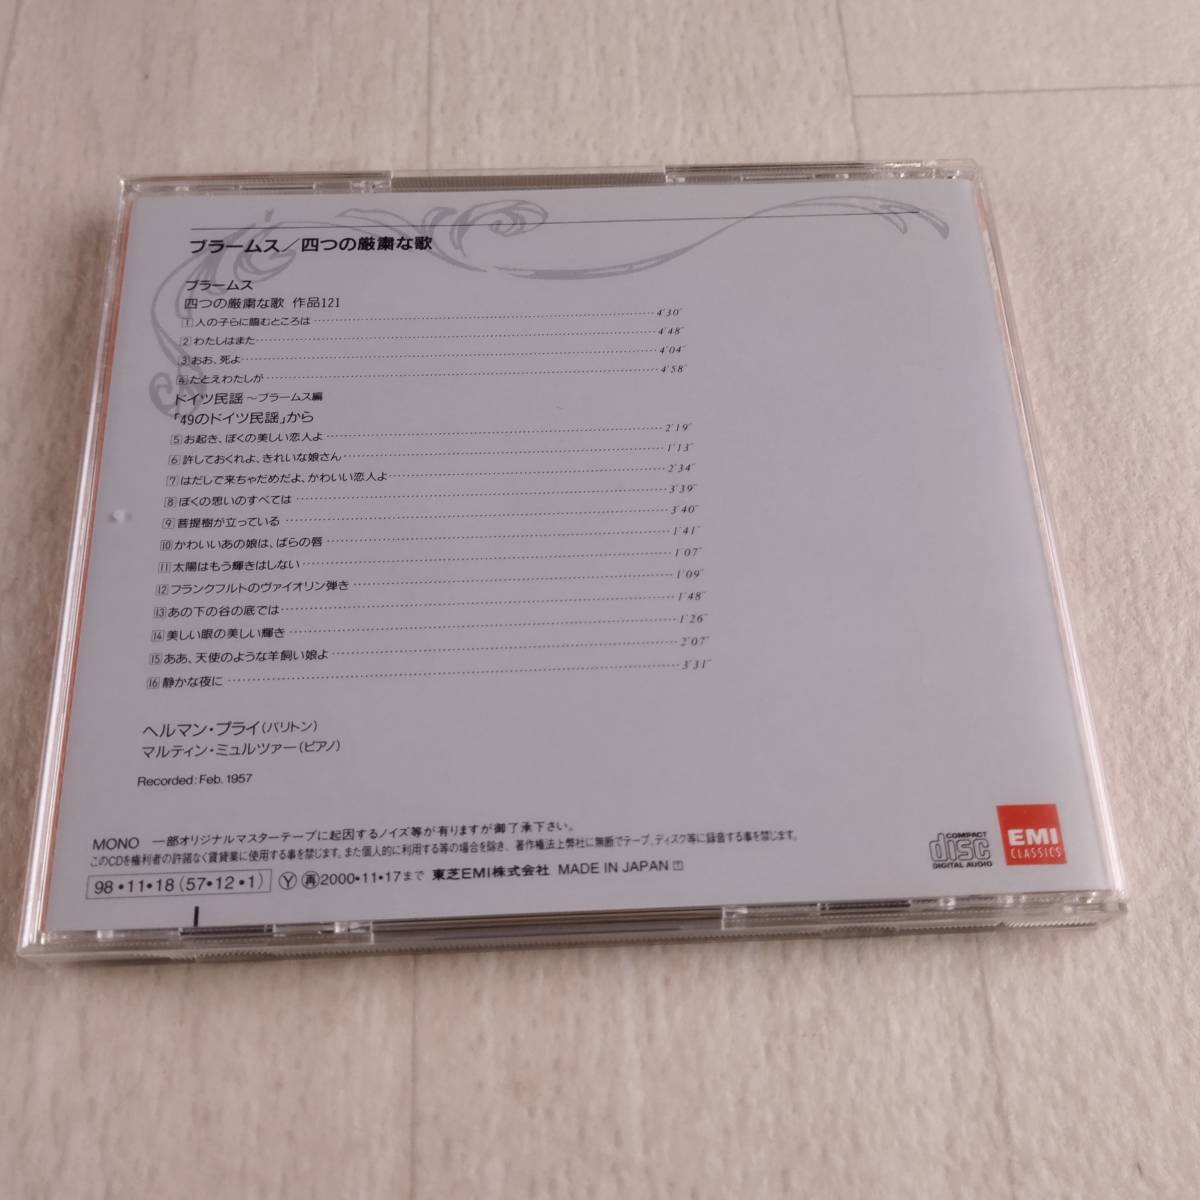 ブラームス/四つの厳粛な歌
ブラームス
四つの厳粛な歌 作品121
1 人の子らに臨むところは 4'30"
2 わたしはまた 4'48"
3 おお、死よ 4'04"
4 たとえわたしが 4'58"
ドイツ民謡〜ブラームス編
「49のドイツ民謡」から
5 お起き、ぼくの美しい恋人よ 2'19"
6 許しておくれよ、きれいな娘さん 1'13"
7 はだしで来ちゃだめだよ、かわいい恋人よ 2'34"
8 ぼくの思いのすべては 3'39"
9 菩提樹が立っている 3'40"
10 かわいいあの娘は、ばらの唇 1'41"
11 太陽はもう輝きはしない 1'07"
12 フランクフルトのヴァイオリン弾き 1'09"
13 あの下の谷の底では 1'48"
14 美しい眼の美しい輝き 1'26"
15 ああ、天使のような羊飼い娘よ 2'07"
16 静かな夜に 3'31"
ヘルマン・プライ(バリトン)
マルティン・ミュルツァー(ピアノ)
Recorded: Feb. 1957
MONO 一部オリジナルマスターテープに起因するノイズ等が有りますが御了承下さい。
このCDを権利者の許諾なく賃貸業に使用する事を禁じます。また個人的に利用する等の場合を除き、著作権法上弊社に無断でテープ、ディスク等に録音する事を禁じます。
98・11・18(57・12・1) Ⓨ 再 2000・11・17まで 東芝EMI株式会社 MADE IN JAPAN T
COMPACT
disc
DIGITAL AUDIO
EMI
CLASSICS